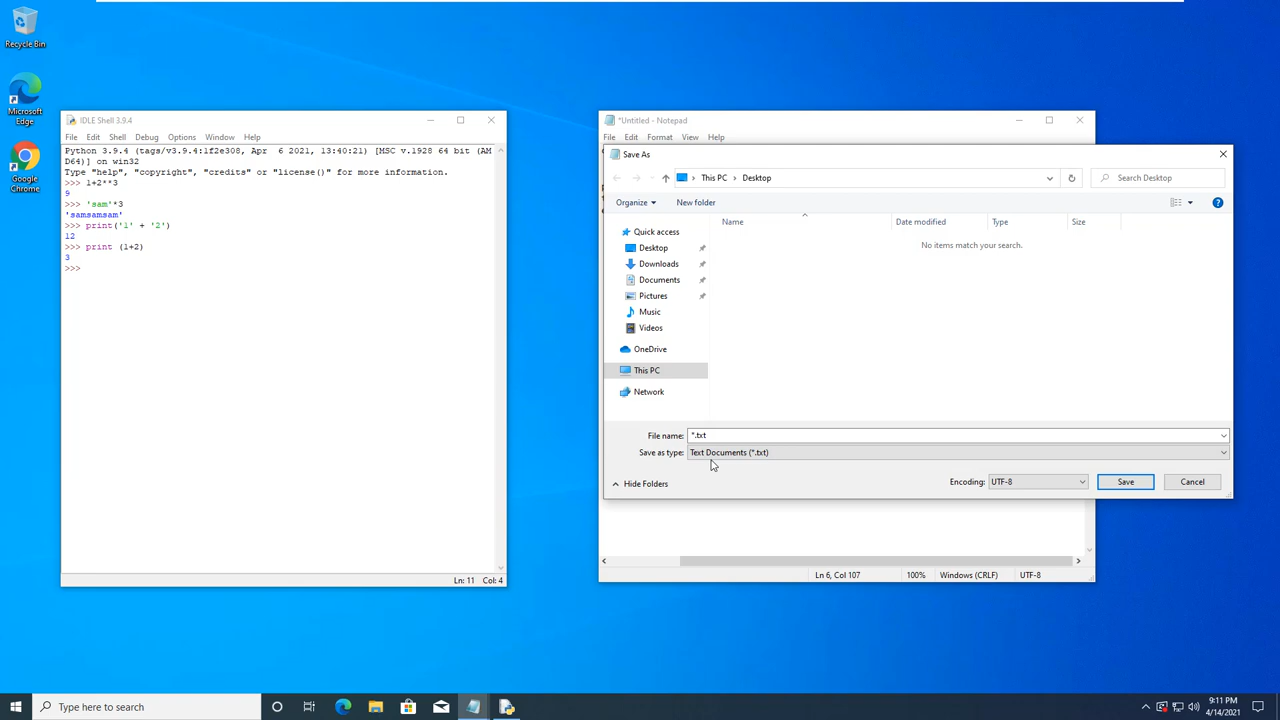 Recycle Bin
Microsoft
Edge
Google
Chrome
IDLE Shell 3.9.4
File Edit Shell Debug Options Window Help
Python 3.9.4 (tags/v3.9.4:1f2e308, Apr  6 2021, 13:40:21) [MSC v.1928 64 bit (AM
D64)] on win32
Type "help", "copyright", "credits" or "license()" for more information.
>>> 1+2**3
9
>>> 'sam'*3
'samsamsam'
>>> print('1' + '2')
12
>>> print (1+2)
3
>>>
Ln: 11 Col: 4
*Untitled - Notepad
File Edit Format View Help
Save As
This PC > Desktop
Search Desktop
Organize New folder
Name Date modified Type Size
No items match your search.
Quick access
Desktop
Downloads
Documents
Pictures
Music
Videos
OneDrive
This PC
Network
File name: *.txt
Save as type: Text Documents (*.txt)
Hide Folders
Encoding: UTF-8 Save Cancel
Ln 6, Col 107 100% Windows (CRLF) UTF-8
Type here to search
9:11 PM
4/14/2021